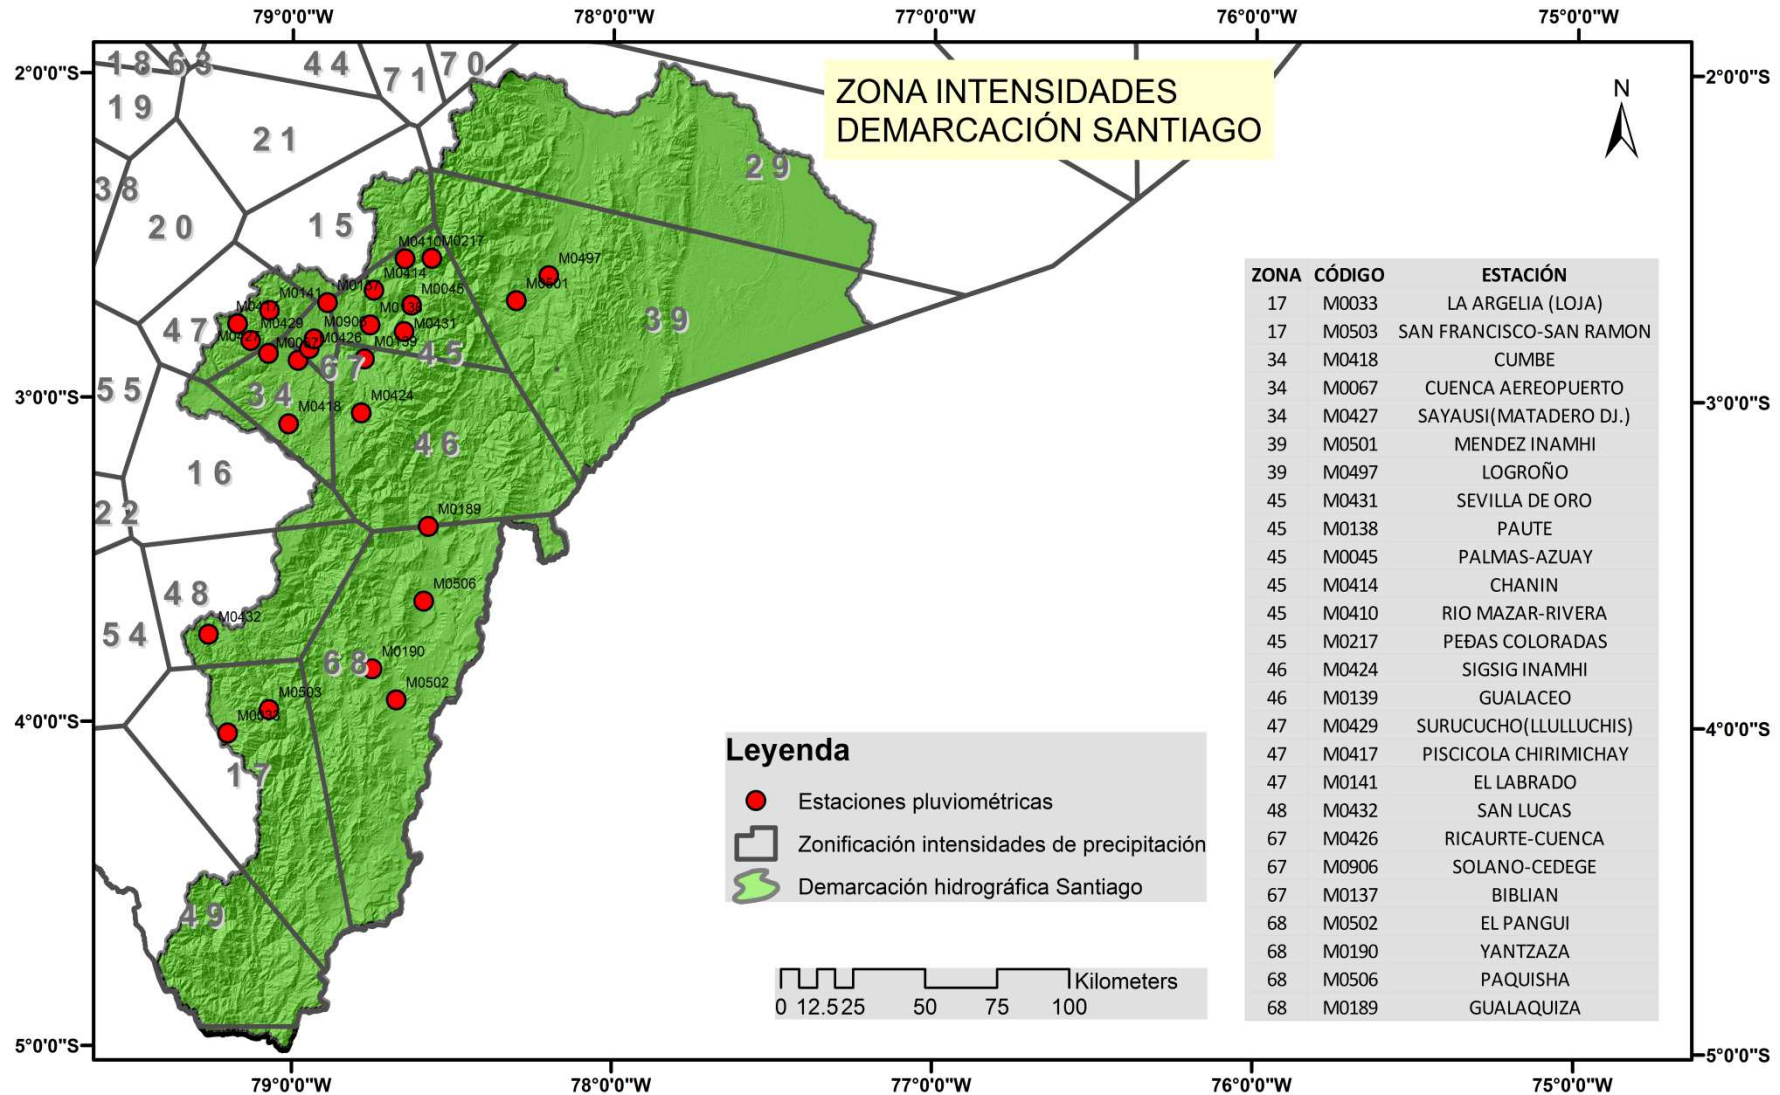 79°0'0"W 78°0'0"W 77°0'0"W 76°0'0"W 75°0'0"W
2°0'0"S 2°0'0"S
3°0'0"S 3°0'0"S
4°0'0"S 4°0'0"S
5°0'0"S 5°0'0"S
79°0'0"W 78°0'0"W 77°0'0"W 76°0'0"W 75°0'0"W
ZONA INTENSIDADES
DEMARCACIÓN SANTIAGO
N
18 63 44 71 70
19
21
29
38
20
15
47
39
45
67
55
34
46
16
22
48
54
68
17
49
M0410 M0217
M0497
M0414
M0501
M0141 M0137 M0045
M0417 M0138
M0429 M0906 M0431
M0427 M0067 M0426 M0139
M0424
M0418
M0189
M0506
M0432
M0190
M0502
M0503
M0033
ZONA CÓDIGO ESTACIÓN
17 M0033 LA ARGELIA (LOJA)
17 M0503 SAN FRANCISCO-SAN RAMON
34 M0418 CUMBE
34 M0067 CUENCA AEREOPUERTO
34 M0427 SAYAUSI(MATADERO DJ.)
39 M0501 MENDEZ INAMHI
39 M0497 LOGROÑO
45 M0431 SEVILLA DE ORO
45 M0138 PAUTE
45 M0045 PALMAS-AZUAY
45 M0414 CHANIN
45 M0410 RIO MAZAR-RIVERA
45 M0217 PEÐAS COLORADAS
46 M0424 SIGSIG INAMHI
46 M0139 GUALACEO
47 M0429 SURUCUCHO(LLULLUCHIS)
47 M0417 PISCICOLA CHIRIMICHAY
47 M0141 EL LABRADO
48 M0432 SAN LUCAS
67 M0426 RICAURTE-CUENCA
67 M0906 SOLANO-CEDEGE
67 M0137 BIBLIAN
68 M0502 EL PANGUI
68 M0190 YANTZAZA
68 M0506 PAQUISHA
68 M0189 GUALAQUIZA
Leyenda
Estaciones pluviométricas
Zonificación intensidades de precipitación
Demarcación hidrográfica Santiago
Kilometers
0 12.5 25 50 75 100